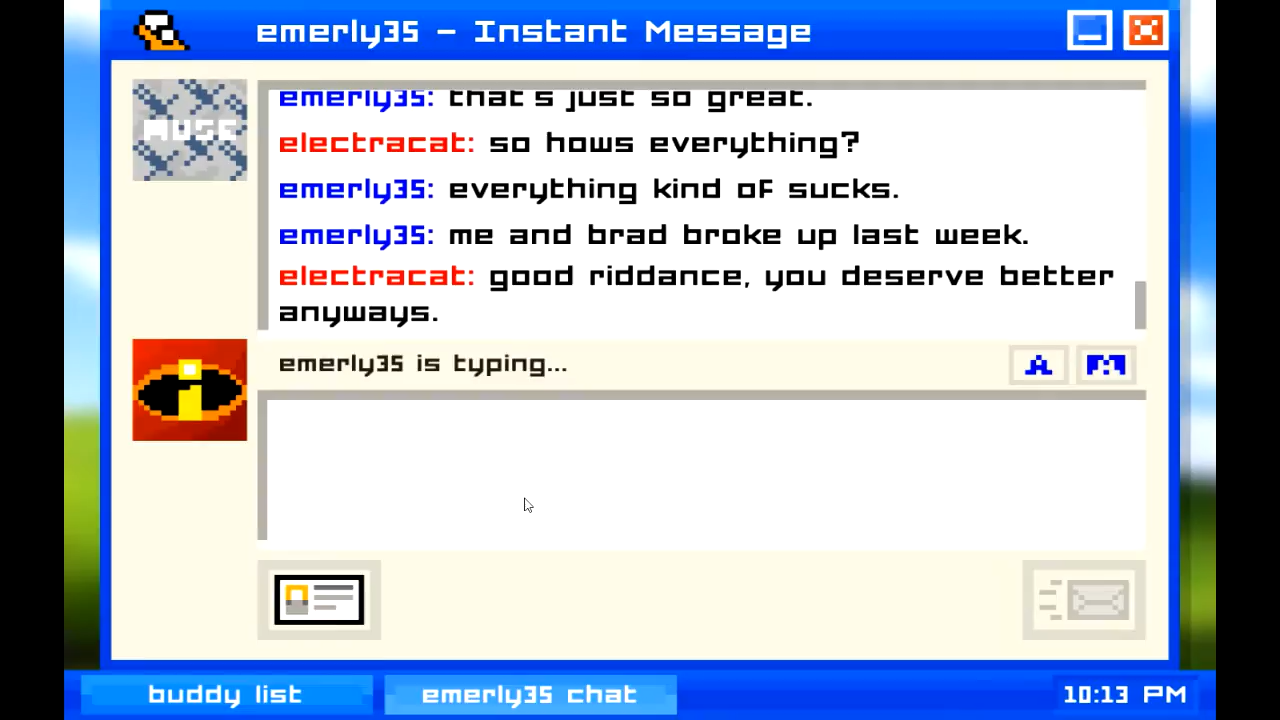 emerly35 - Instant Message
emerly35: that's just so great.
MUSE
electracat: so hows everything?
emerly35: everything kind of sucks.
emerly35: me and brad broke up last week.
electracat: good riddance, you deserve better
anyways.
emerly35 is typing...
A
buddy list
emerly35 chat
10:13 PM